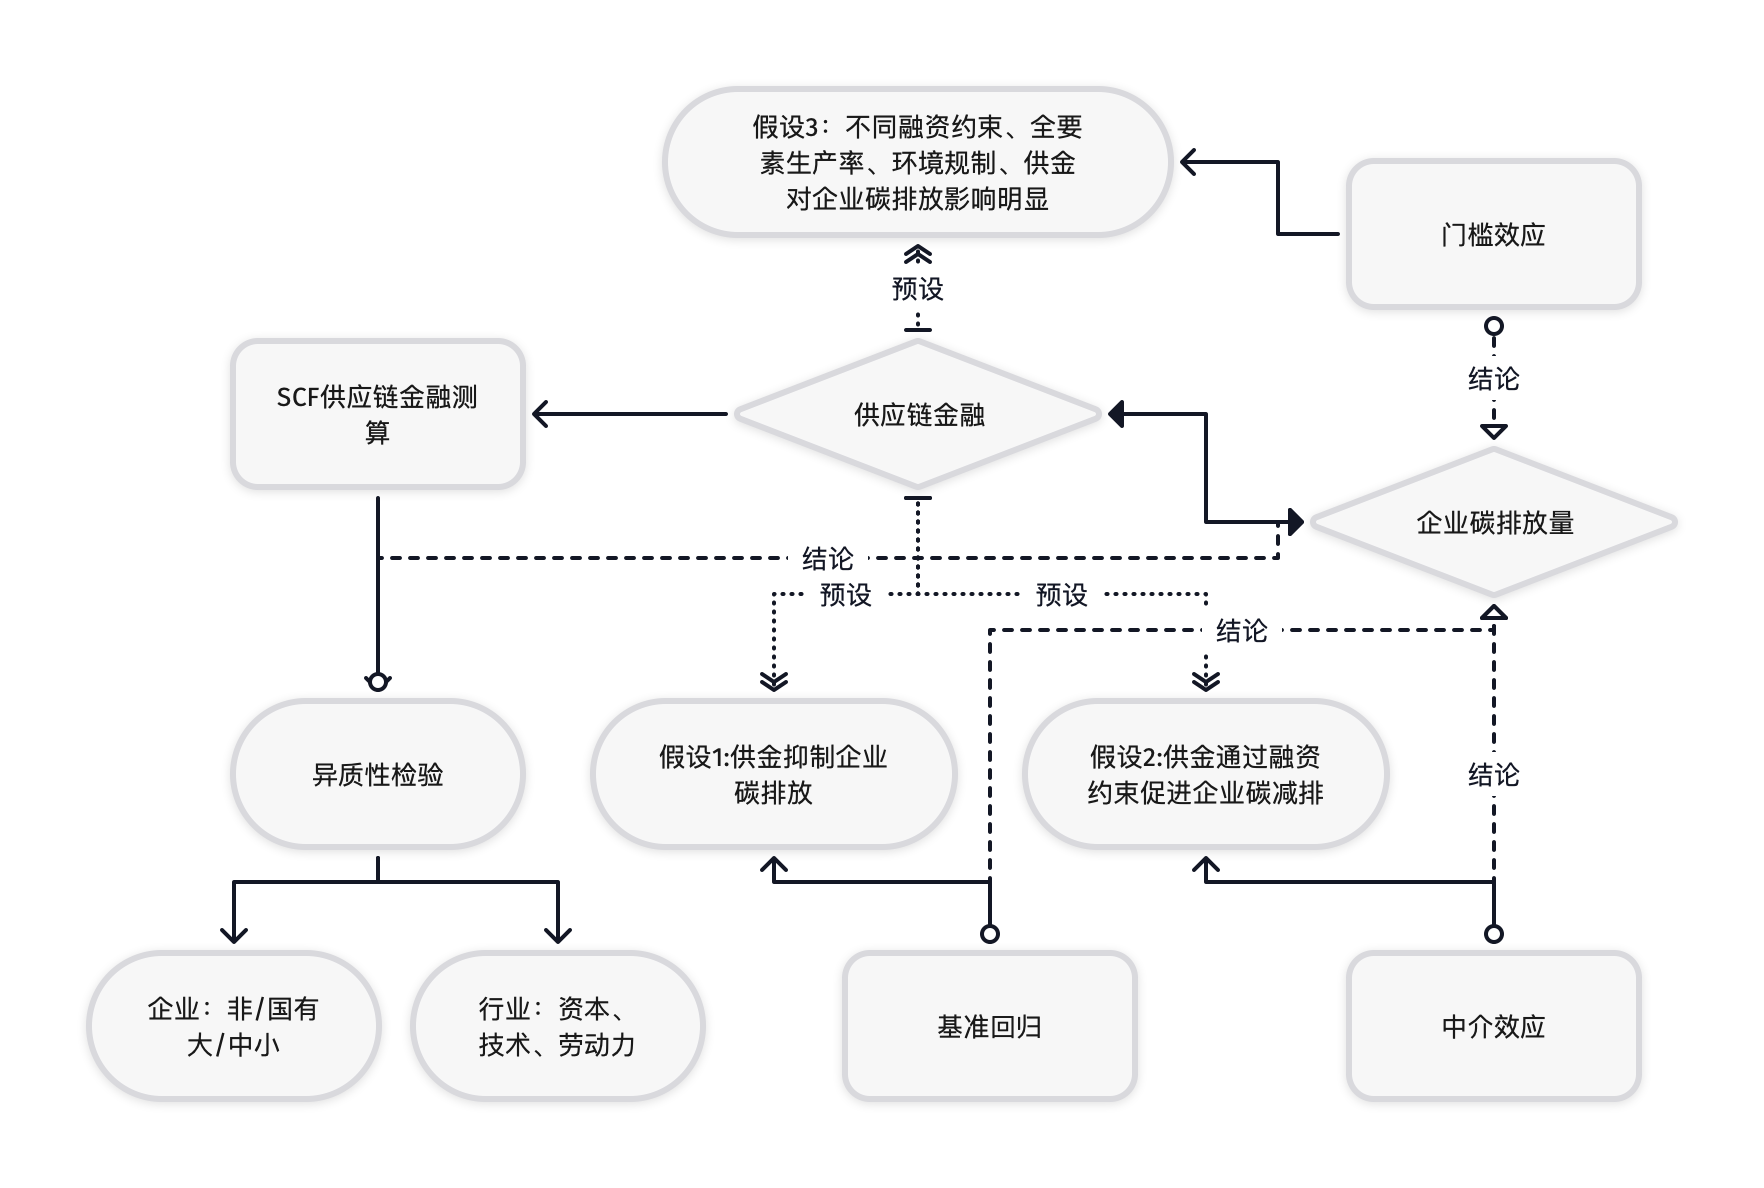 假设3：不同融资约束、全要
素生产率、环境规制、供金
对企业碳排放影响明显
门槛效应
预设
结论
SCF供应链金融测
算
供应链金融
企业碳排放量
结论
预设
预设
结论
异质性检验
假设1:供金抑制企业
碳排放
假设2:供金通过融资
约束促进企业碳减排
结论
企业：非/国有
大/中小
行业：资本、
技术、劳动力
基准回归
中介效应